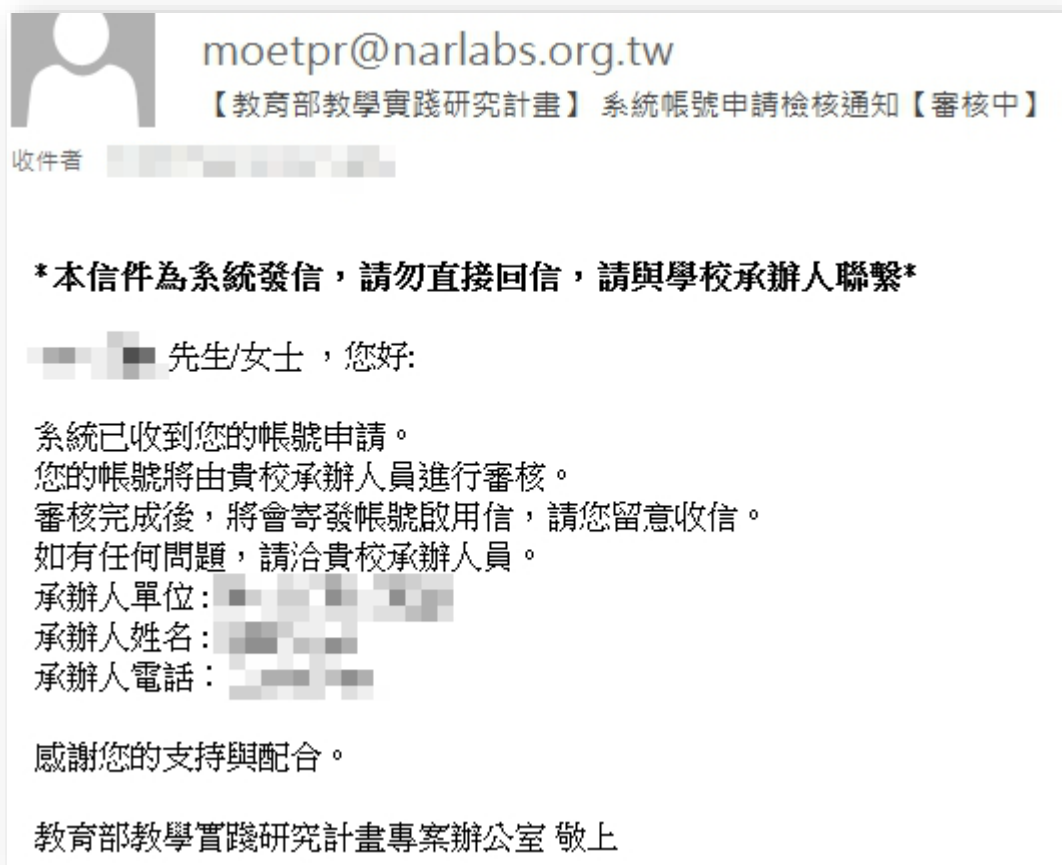 moetpr@narlabs.org.tw
【教育部教學實踐研究計畫】 系統帳號申請檢核通知【審核中】
收件者
*本信件為系統發信，請勿直接回信，請與學校承辦人聯繫*
先生/女士 ，您好:
系統已收到您的帳號申請。
您的帳號將由貴校承辦人員進行審核。
審核完成後，將會寄發帳號啟用信，請您留意收信。
如有任何問題，請洽貴校承辦人員。
承辦人單位:
承辦人姓名:
承辦人電話：
感謝您的支持與配合。
教育部教學實踐研究計畫專案辦公室 敬上